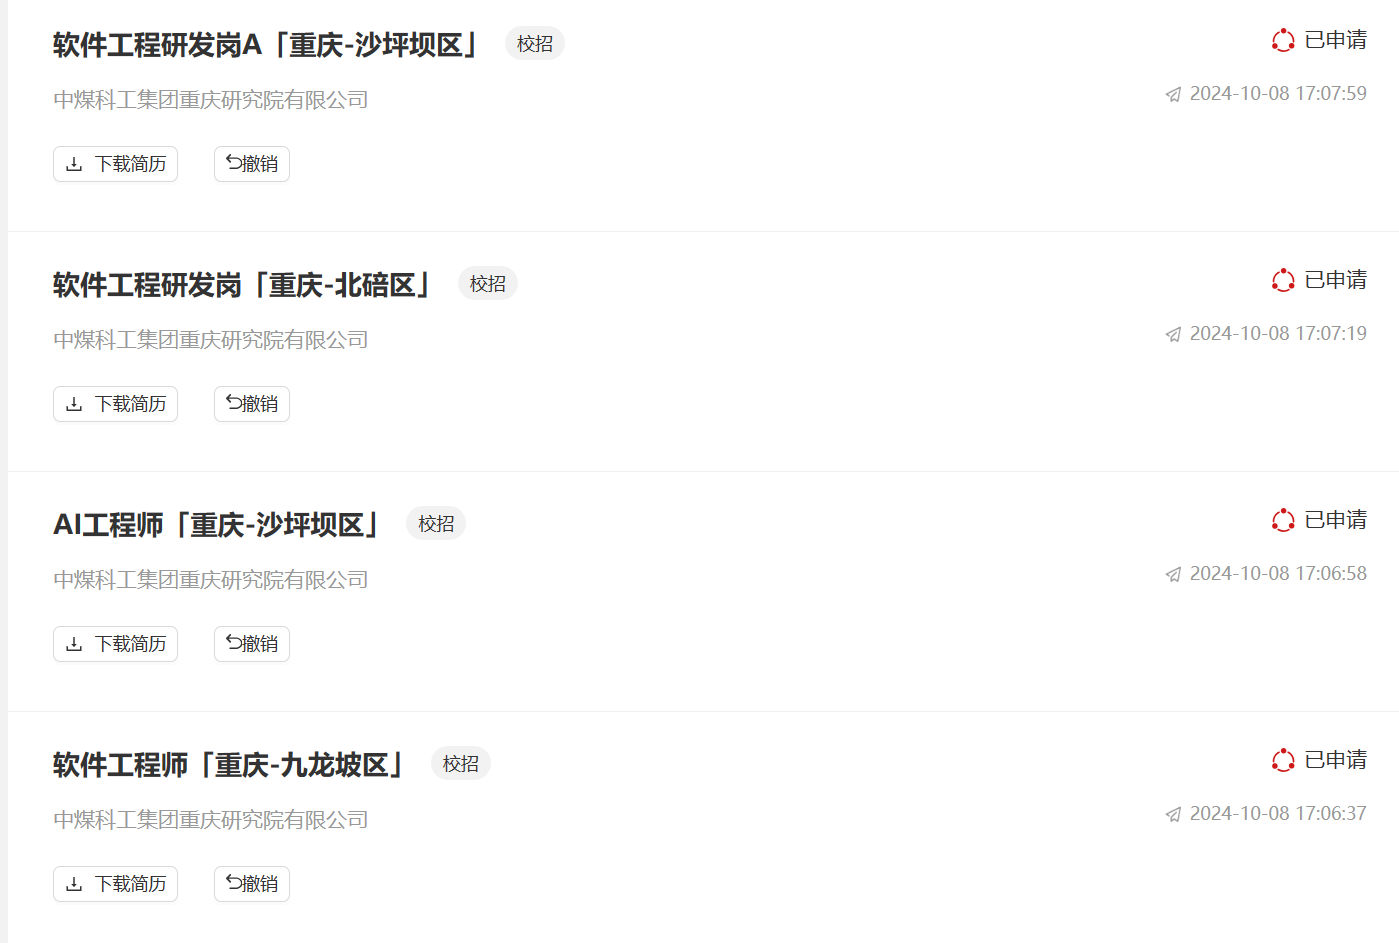 软件工程研发岗A「重庆-沙坪坝区」 校招 已申请
中煤科工集团重庆研究院有限公司 2024-10-08 17:07:59
下载简历 撤销
软件工程研发岗「重庆-北碚区」 校招 已申请
中煤科工集团重庆研究院有限公司 2024-10-08 17:07:19
下载简历 撤销
AI工程师「重庆-沙坪坝区」 校招 已申请
中煤科工集团重庆研究院有限公司 2024-10-08 17:06:58
下载简历 撤销
软件工程师「重庆-九龙坡区」 校招 已申请
中煤科工集团重庆研究院有限公司 2024-10-08 17:06:37
下载简历 撤销